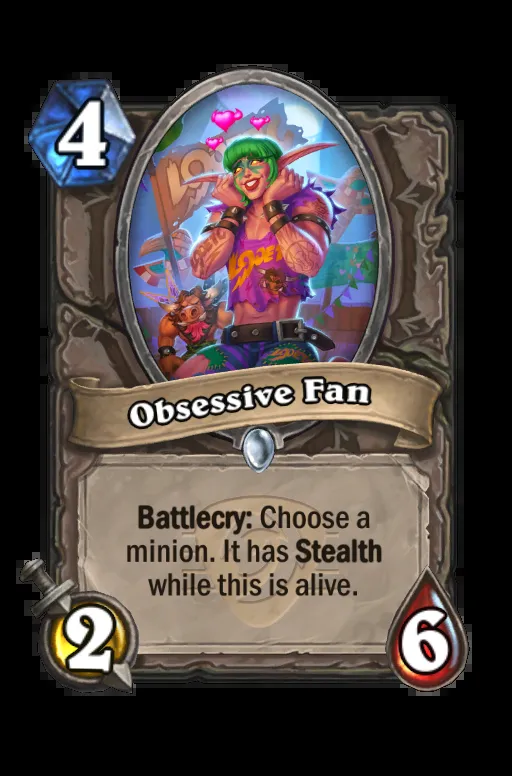 4
Obsessive Fan
Battlecry: Choose a
minion. It has Stealth
while this is alive.
2
6